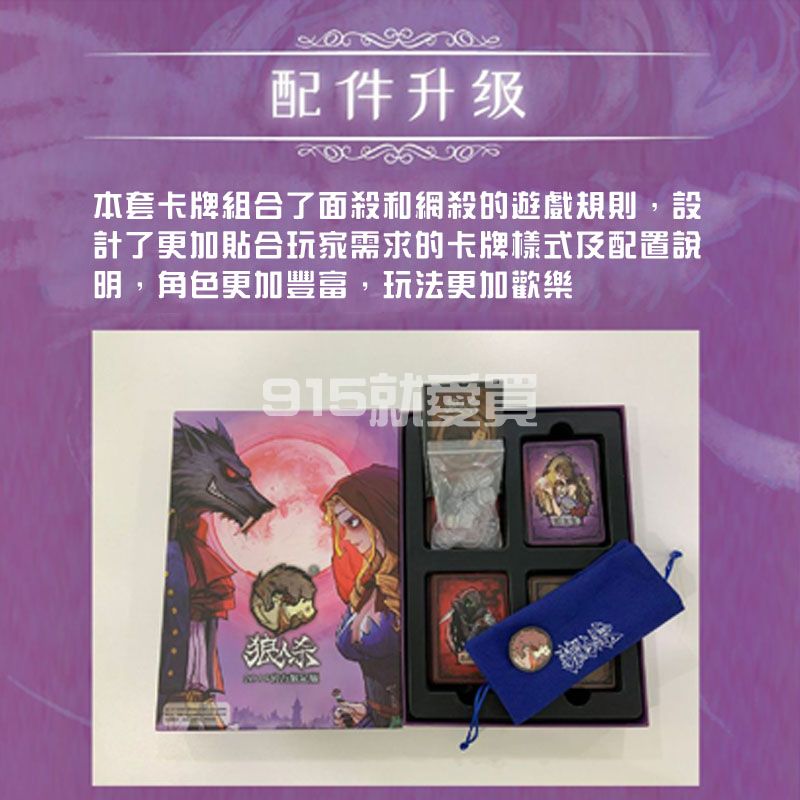 配件升级
本套卡牌組合了面殺和網殺的遊戲規則，設
計了更加貼合玩家需求的卡牌樣式及配置說
明，角色更加豐富，玩法更加歡樂
915就愛買
狼人杀
狼人杀